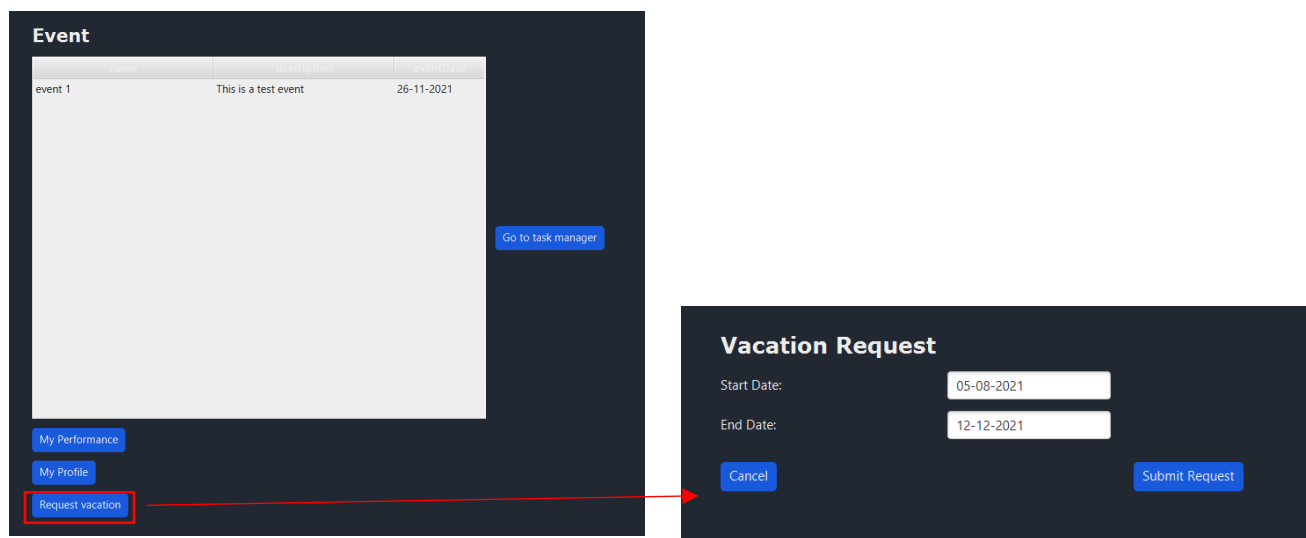 Event
name description eventDate
event 1 This is a test event 26-11-2021
Go to task manager
My Performance
My Profile
Request vacation
Vacation Request
Start Date: 05-08-2021
End Date: 12-12-2021
Cancel Submit Request